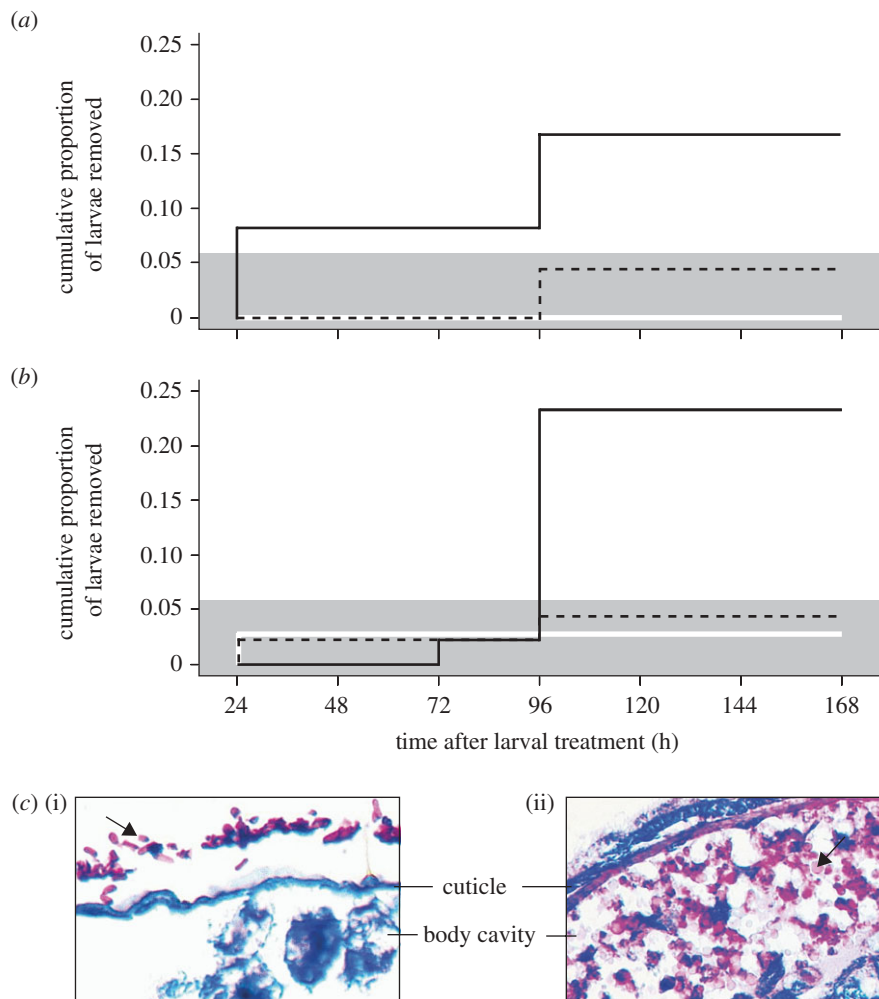 (a)
0.25
0.20
0.15
0.10
0.05
0
cumulative proportion
of larvae removed
(b)
0.25
0.20
0.15
0.10
0.05
0
cumulative proportion
of larvae removed
24 48 72 96 120 144 168
time after larval treatment (h)
(c) (i) (ii)
cuticle
body cavity